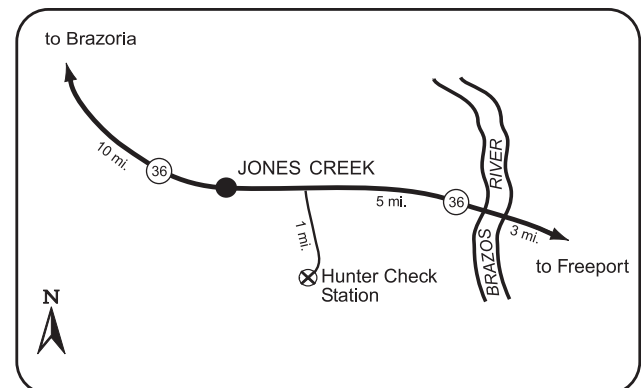 to Brazoria
10 mi.
36
JONES CREEK
5 mi.
36
BRAZOS RIVER
3 mi.
to Freeport
1 mi.
Hunter Check
Station
N